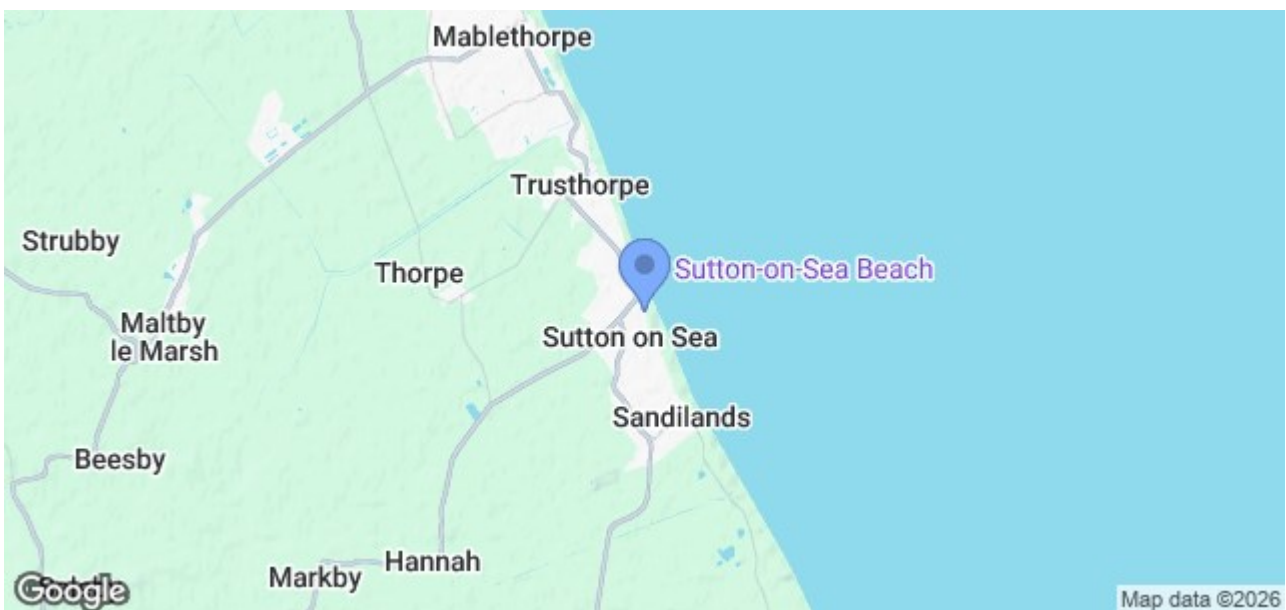 Mablethorpe
Trusthorpe
Strubby
Thorpe
Sutton-on-Sea Beach
Maltby
le Marsh
Sutton on Sea
Sandilands
Beesby
Hannah
Markby
Google
Map data ©2026